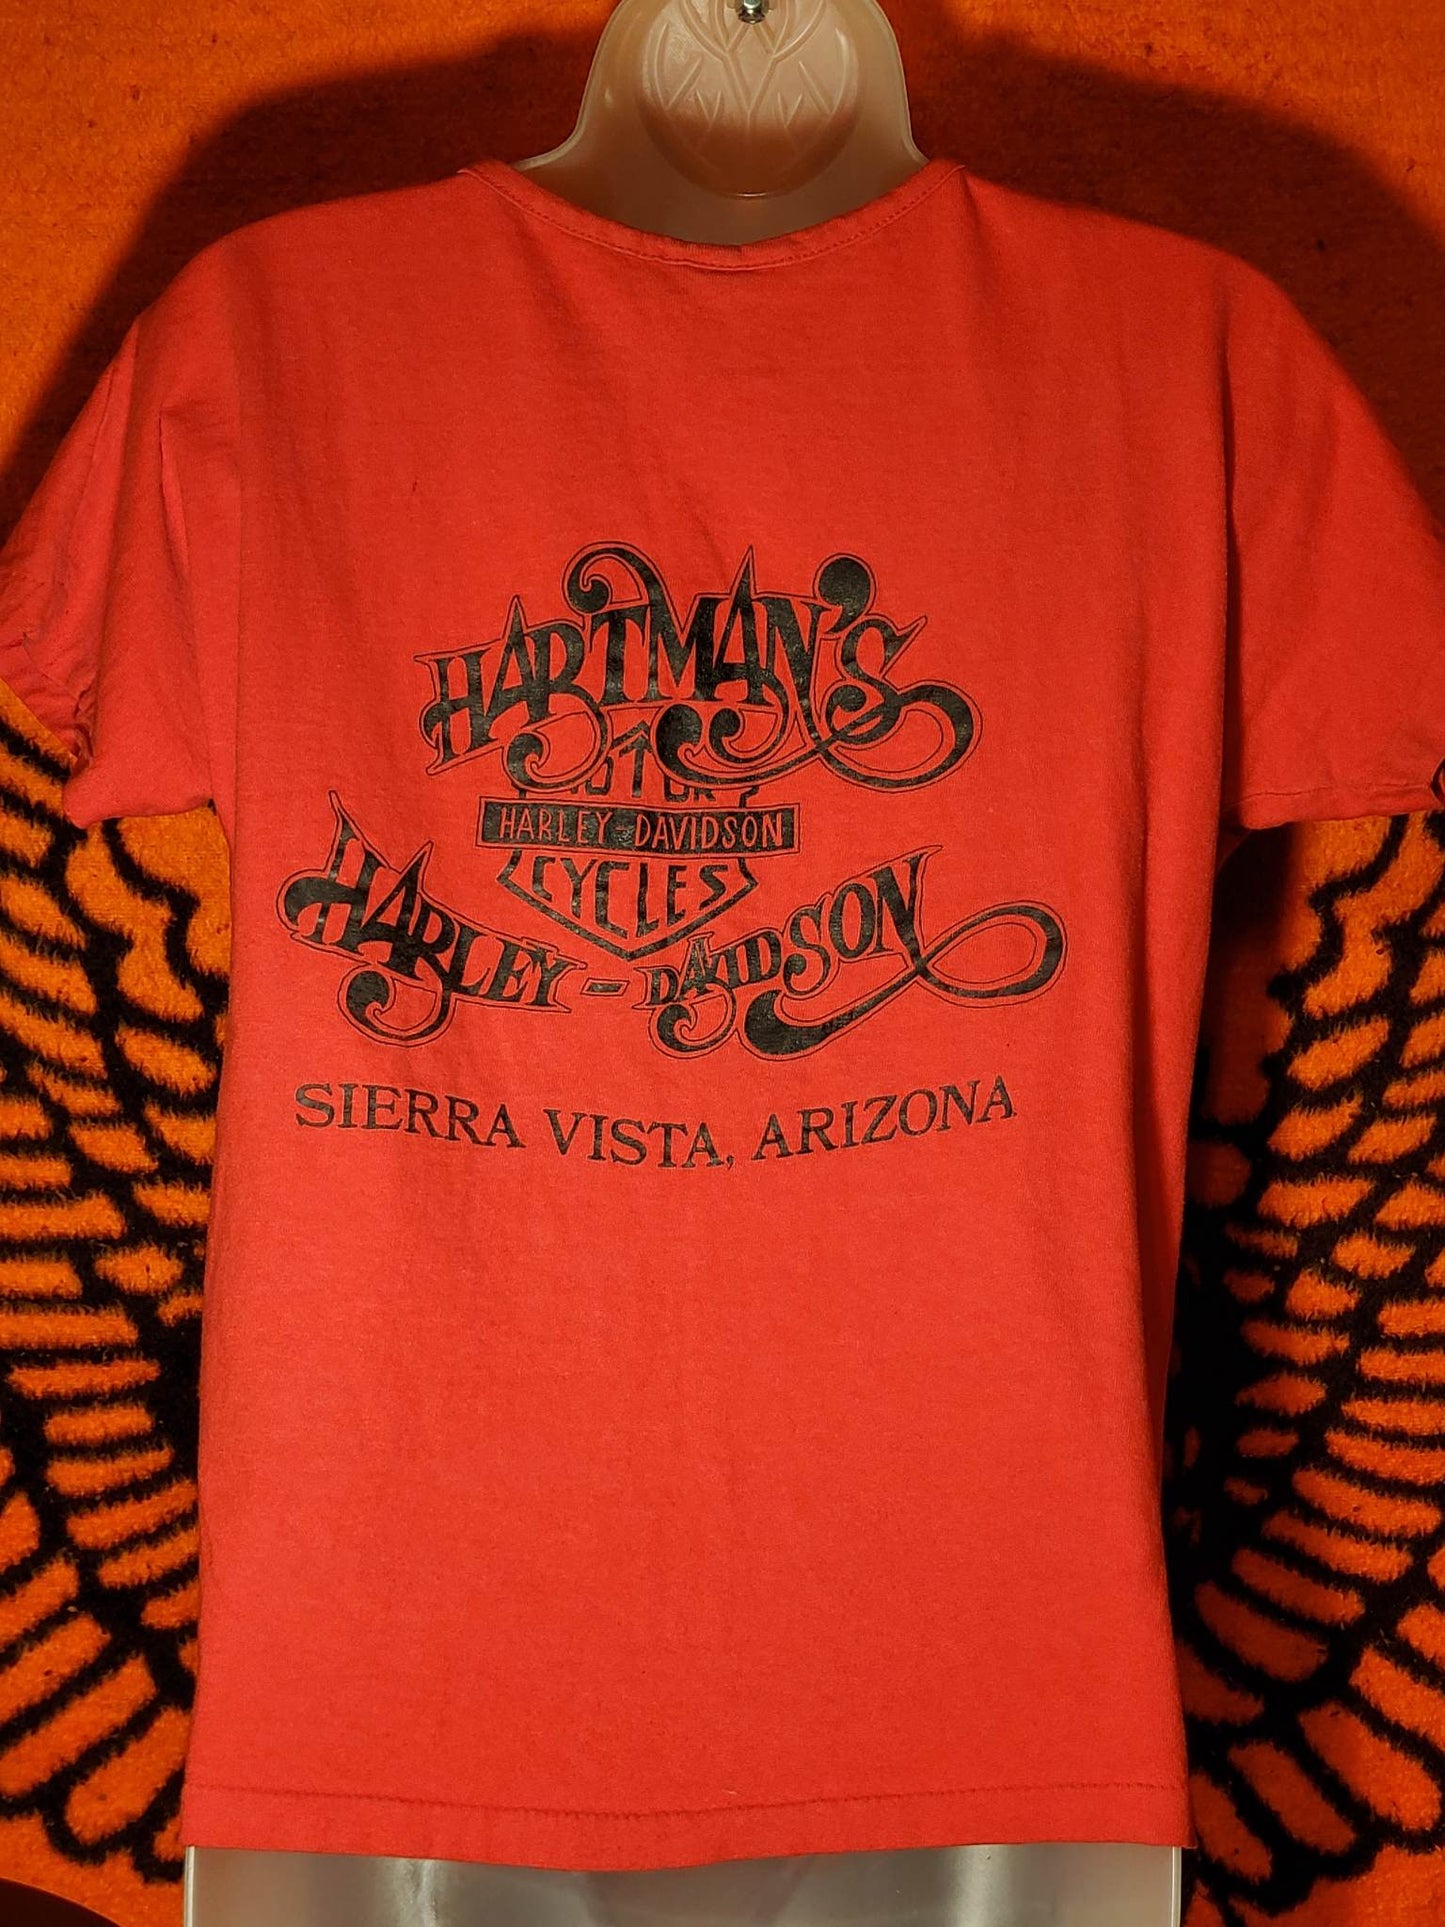 HARTMAN'S
MOTOR
HARLEY-DAVIDSON
CYCLES
HARLEY-DAVIDSON
SIERRA VISTA, ARIZONA